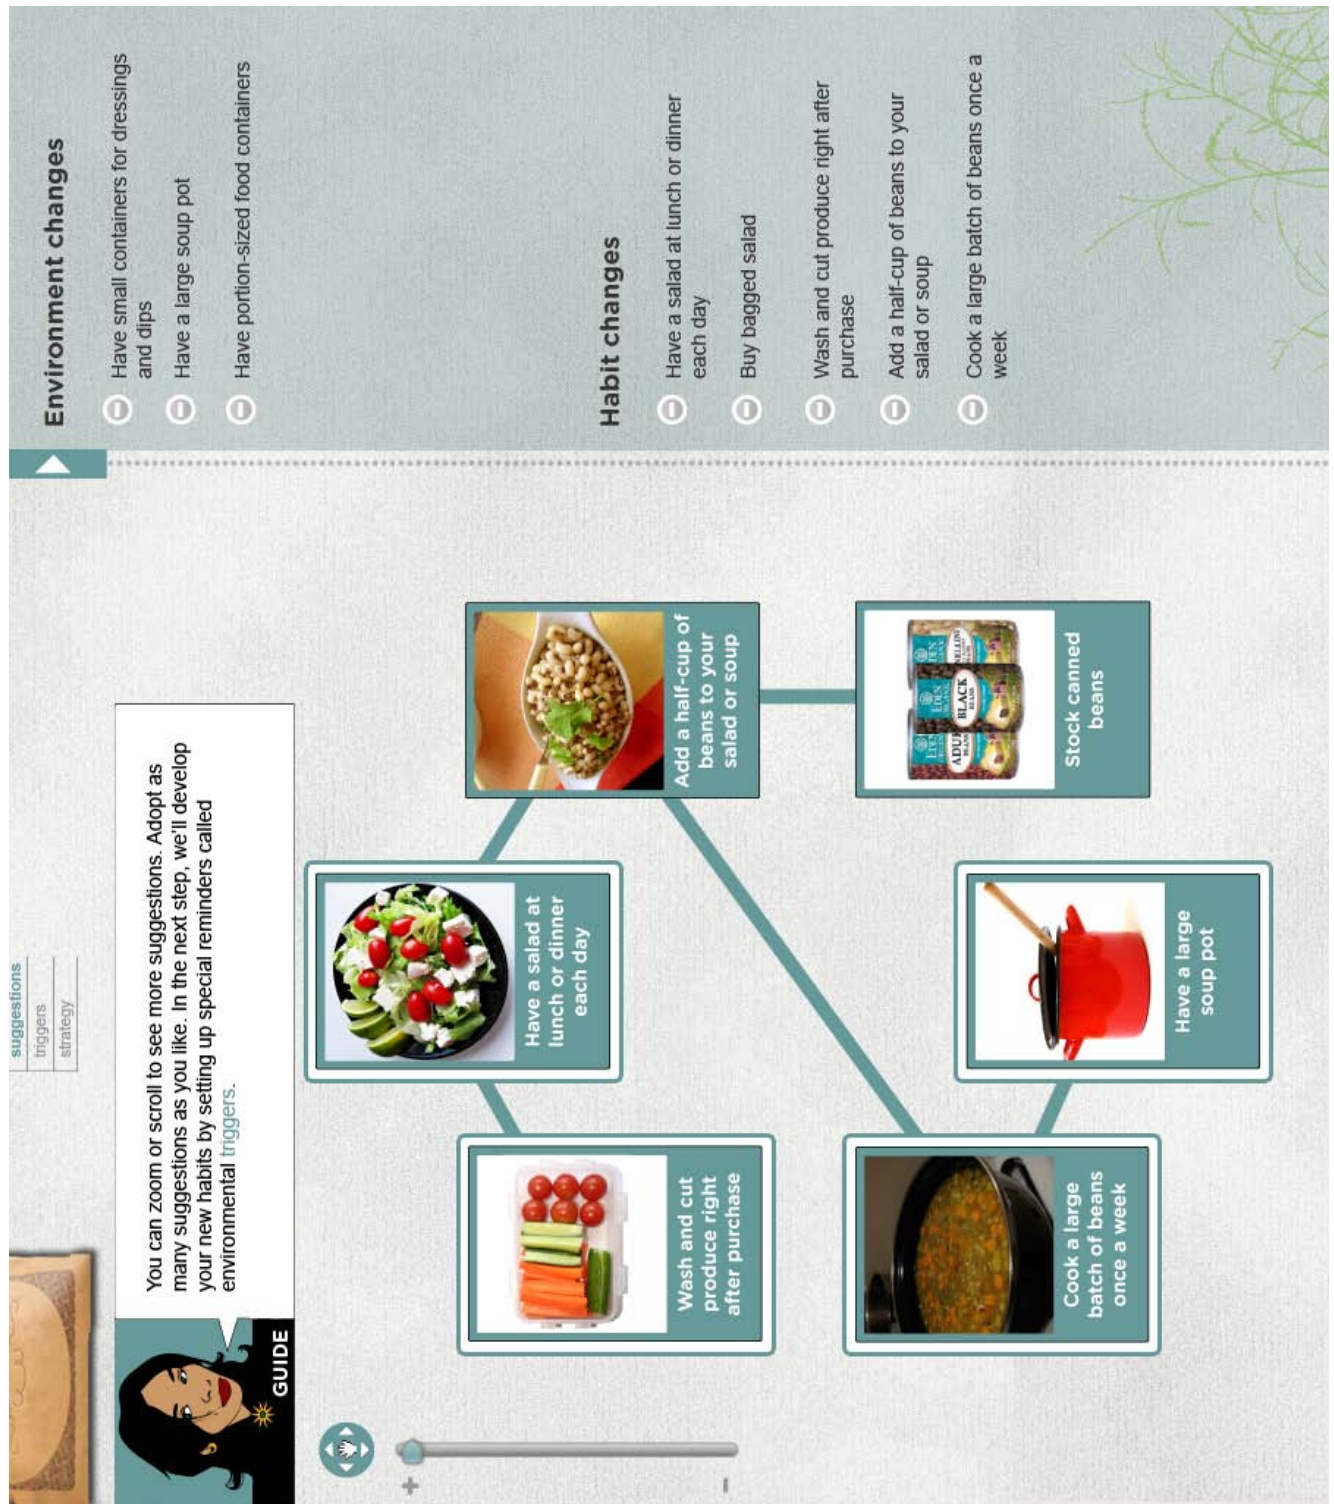 suggestions
triggers
strategy
You can zoom or scroll to see more suggestions. Adopt as
many suggestions as you like. In the next step, we'll develop
your new habits by setting up special reminders called
environmental triggers.
GUIDE
+
–
Have a salad at
lunch or dinner
each day
Add a half-cup of
beans to your
salad or soup
Wash and cut
produce right
after purchase
EDEN
BLACK
BEANS
Stock canned
beans
Cook a large
batch of beans
once a week
Have a large
soup pot
Environment changes
Have small containers for dressings
and dips
Have a large soup pot
Have portion-sized food containers
Habit changes
Have a salad at lunch or dinner
each day
Buy bagged salad
Wash and cut produce right after
purchase
Add a half-cup of beans to your
salad or soup
Cook a large batch of beans once a
week